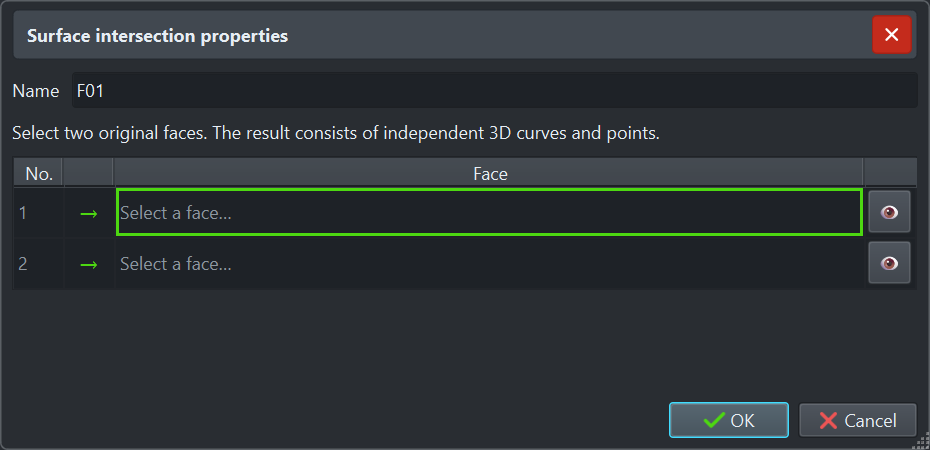 Surface intersection properties
Name F01
Select two original faces. The result consists of independent 3D curves and points.
No. Face
1 → Select a face...
2 → Select a face...
OK Cancel